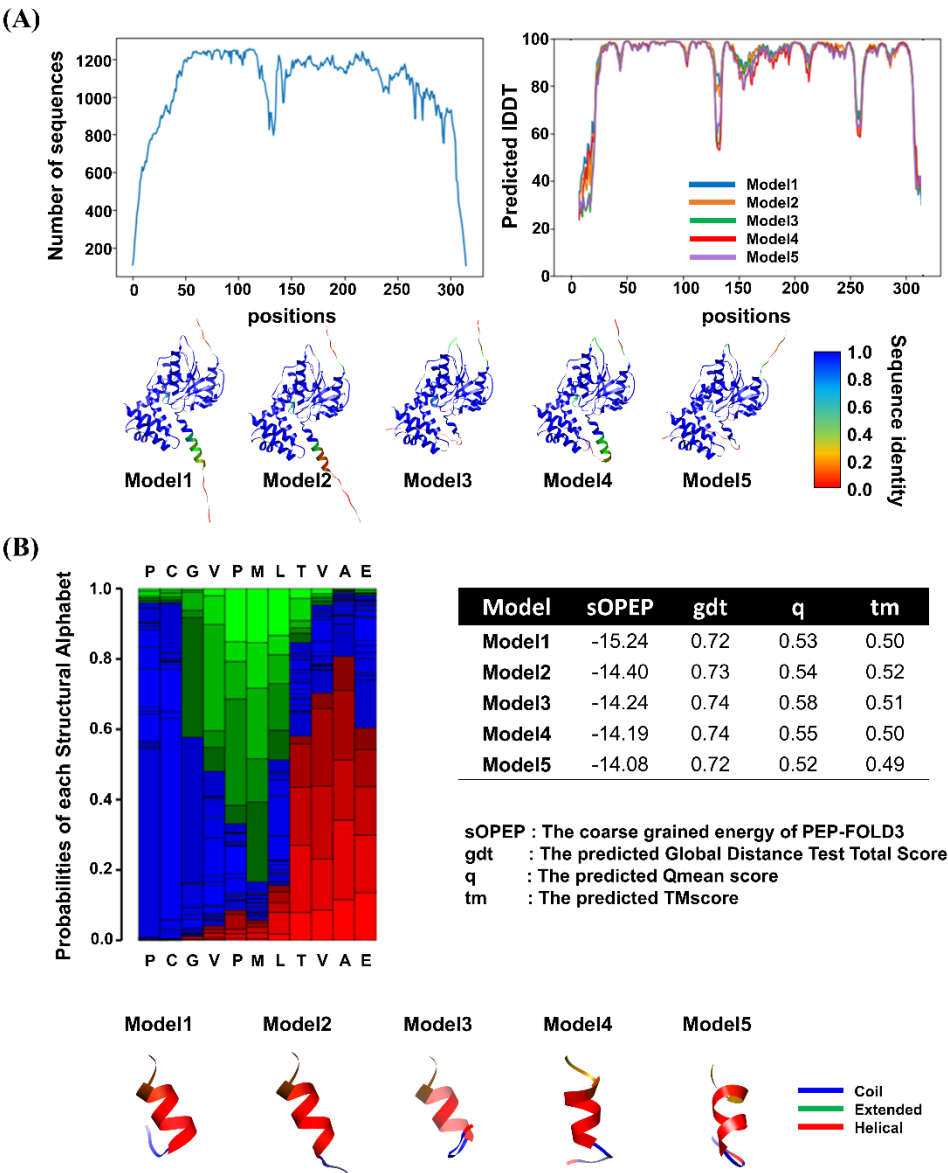 (A)
Number of sequences
1200
1000
800
600
400
200
0 50 100 150 200 250 300
Predicted IDDT
100
80
60
40
20
0
Model1
Model2
Model3
Model4
Model5
0 50 100 150 200 250 300
positions positions
Model1 Model2 Model3 Model4 Model5
Sequence identity
1.0
0.8
0.6
0.4
0.2
0.0
(B)
Probabilities of each Structural Alphabet
P C G V P M L T V A E
1.0
0.8
0.6
0.4
0.2
0.0
P C G V P M L T V A E
Model sOPEP gdt q tm
Model1 -15.24 0.72 0.53 0.50
Model2 -14.40 0.73 0.54 0.52
Model3 -14.24 0.74 0.58 0.51
Model4 -14.19 0.74 0.55 0.50
Model5 -14.08 0.72 0.52 0.49
sOPEP : The coarse grained energy of PEP-FOLD3
gdt : The predicted Global Distance Test Total Score
q : The predicted Qmean score
tm : The predicted TMscore
Model1 Model2 Model3 Model4 Model5
Coil
Extended
Helical